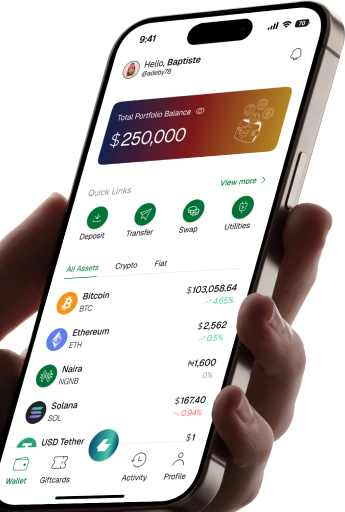 9:41
70
Hello, Baptiste
@adeby78
Total Portfolio Balance
$250,000
Quick Links
View more
Deposit
Transfer
Swap
Utilities
All Assets
Crypto
Fiat
Bitcoin
$103,058.64
BTC
4.65%
Ethereum
$2,562
ETH
0.5%
Naira
₦1,600
NGNB
0%
Solana
$167.40
SOL
0.94%
USD Tether
$1
Wallet
Giftcards
Activity
Profile